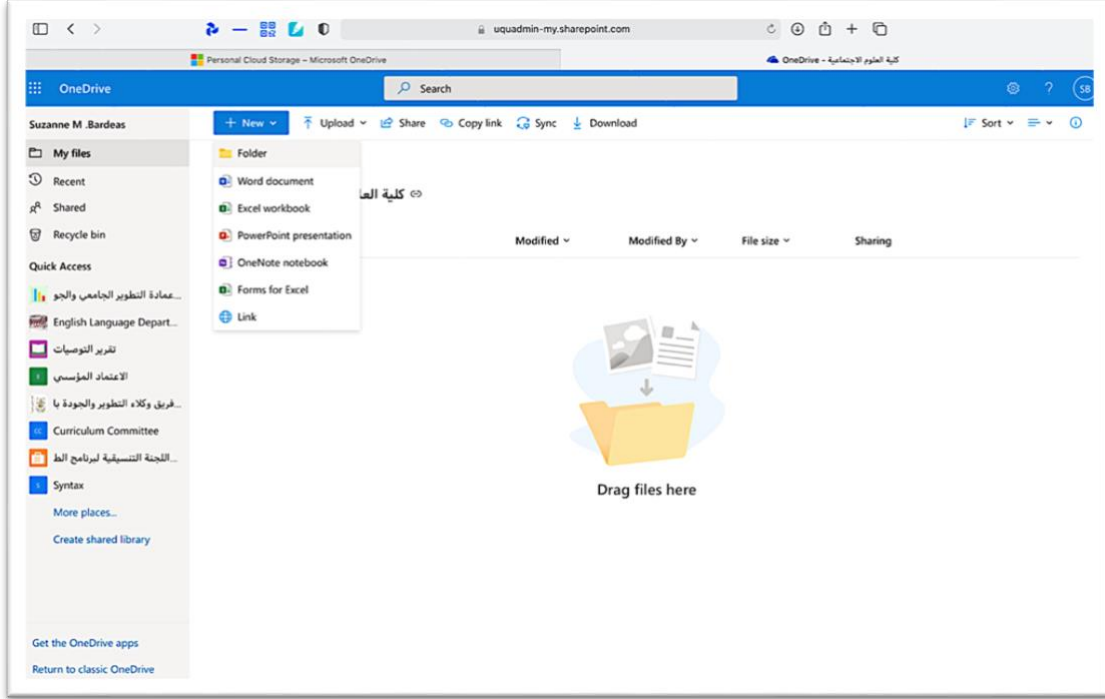 uquadmin-my.sharepoint.com
Personal Cloud Storage – Microsoft OneDrive
كلية العلوم الاجتماعية - OneDrive
OneDrive
Search
?
SB
Suzanne M .Bardeas
+ New
Upload
Share
Copy link
Sync
Download
Sort
My files
Recent
Shared
Recycle bin
Quick Access
عمادة التطوير الجامعي والجو...
English Language Depart...
تقرير التوصيات
الاعتماد المؤسسي
فريق وكلاء التطوير والجودة با...
CC Curriculum Committee
اللجنة التنسيقية لبرنامج الط...
S Syntax
More places...
Create shared library
Get the OneDrive apps
Return to classic OneDrive
Folder
Word document
Excel workbook
PowerPoint presentation
OneNote notebook
Forms for Excel
Link
كلية العا
Modified
Modified By
File size
Sharing
Drag files here